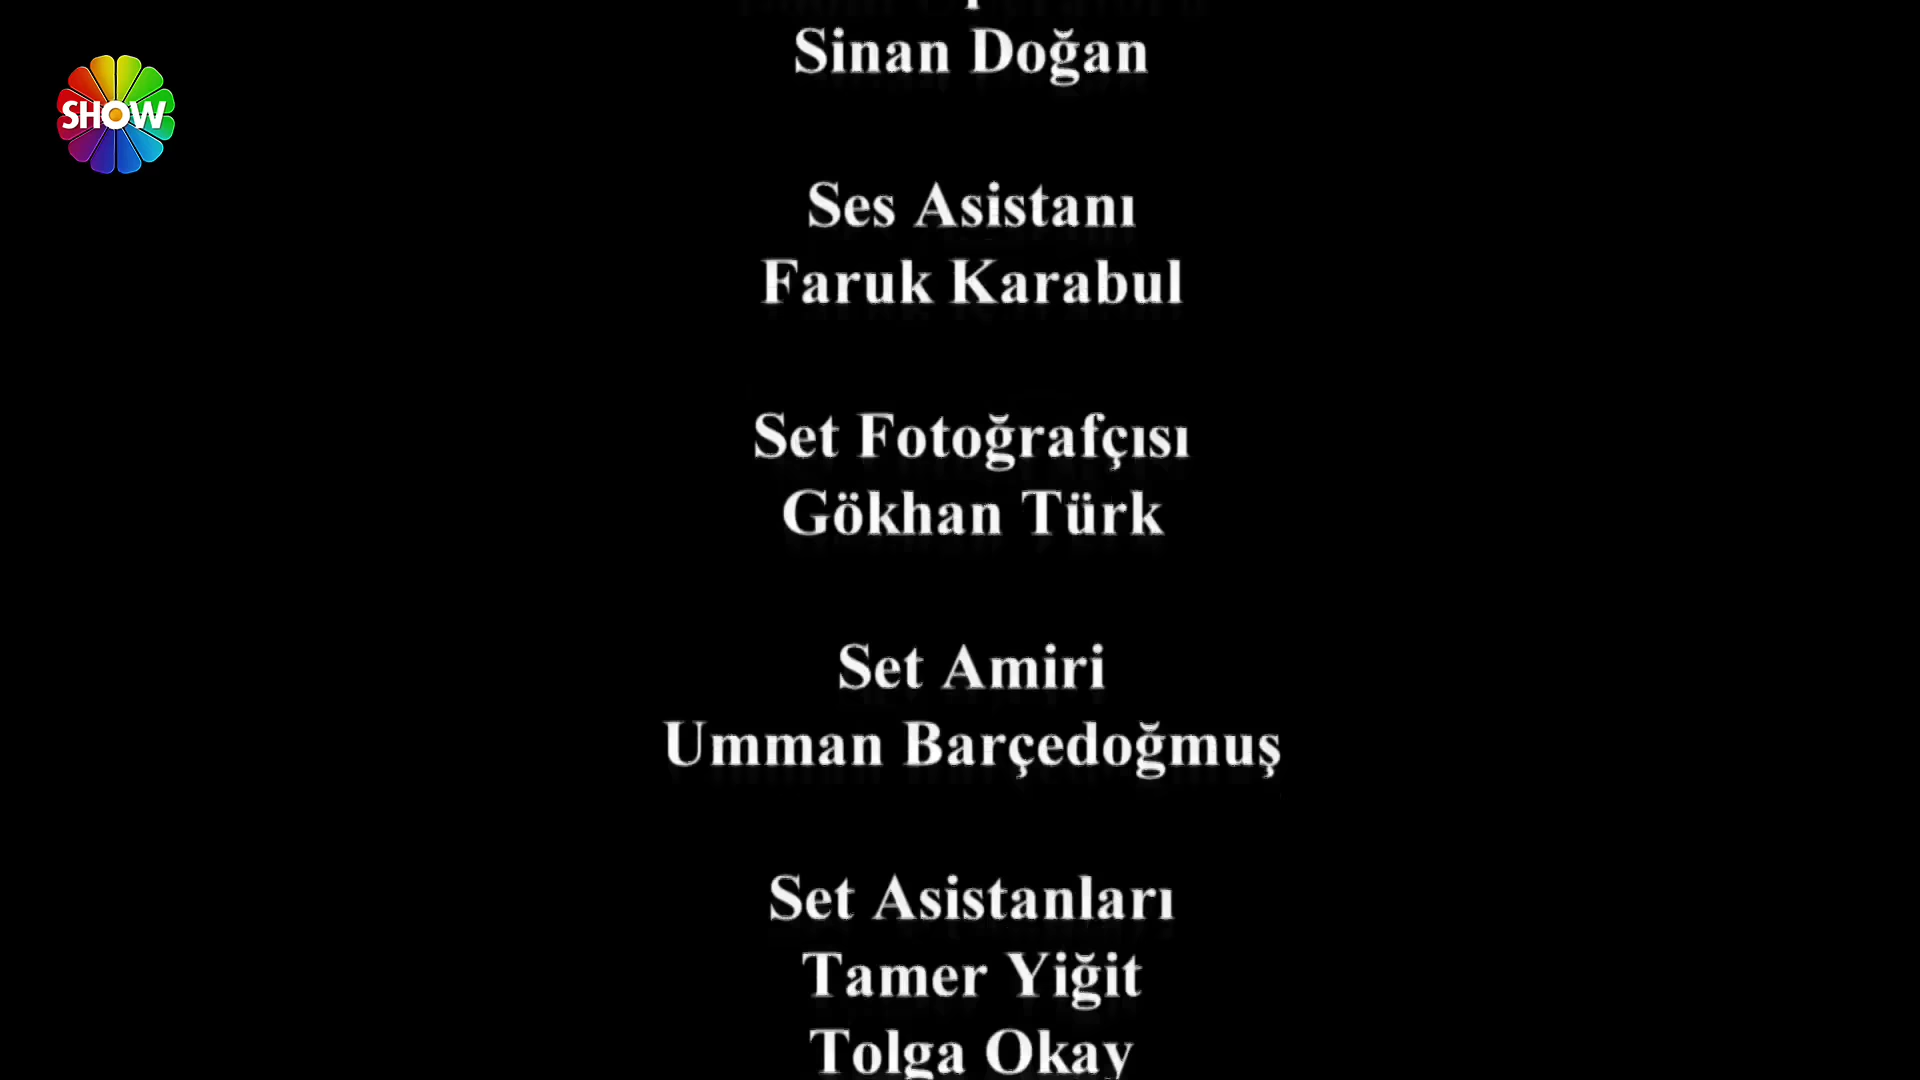 Sinan Doğan
SHOW
Ses Asistanı
Faruk Karabul
Set Fotoğrafçısı
Gökhan Türk
Set Amiri
Umman Barçedoğmuş
Set Asistanları
Tamer Yiğit
Tolga Okay